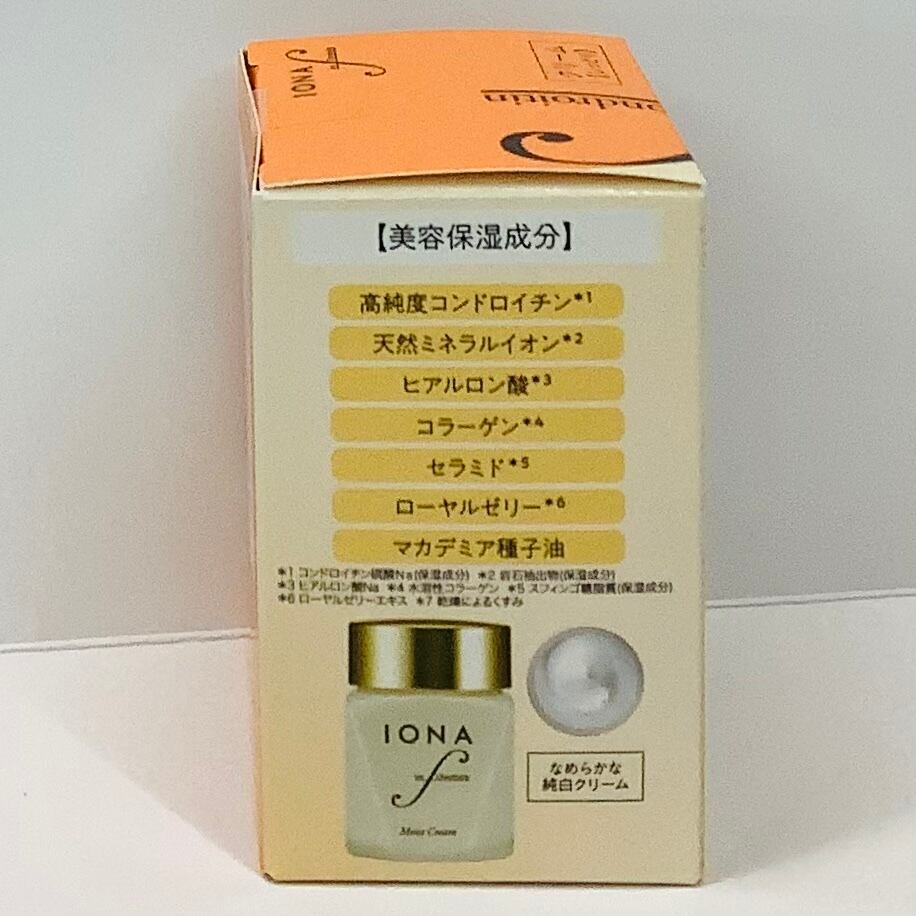 IONA
クリーム
ondroitin
【美容保湿成分】
高純度コンドロイチン*1
天然ミネラルイオン*2
ヒアルロン酸*3
コラーゲン*4
セラミド*5
ローヤルゼリー*6
マカデミア種子油
*1 コンドロイチン硫酸Na(保湿成分) *2 岩石抽出物(保湿成分)
*3 ヒアルロン酸Na *4 水溶性コラーゲン *5 スフィンゴ糖脂質(保湿成分)
*6 ローヤルゼリーエキス *7 乾燥によるくすみ
IONA
f
Moist Cream
なめらかな
純白クリーム